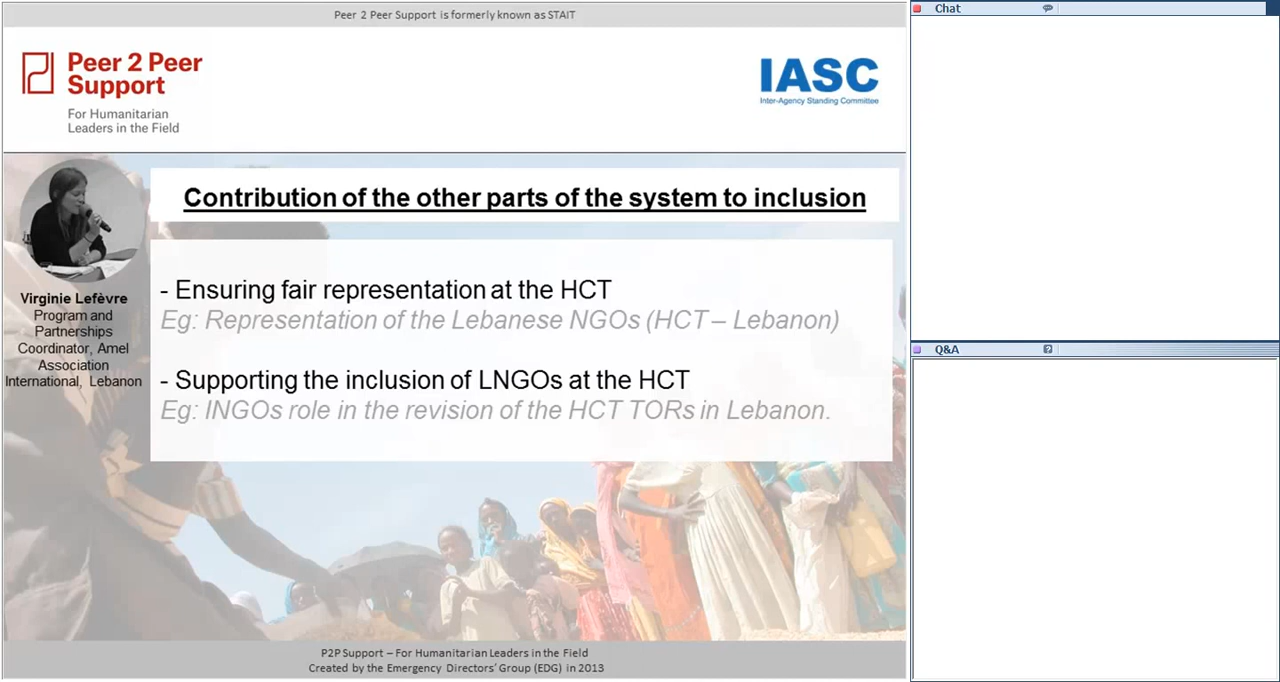 Peer 2 Peer Support is formerly known as STAIT
Peer 2 Peer
Support
For Humanitarian
Leaders in the Field
IASC
Inter-Agency Standing Committee
Contribution of the other parts of the system to inclusion
- Ensuring fair representation at the HCT
Eg: Representation of the Lebanese NGOs (HCT – Lebanon)
- Supporting the inclusion of LNGOs at the HCT
Eg: INGOs role in the revision of the HCT TORs in Lebanon.
Virginie Lefèvre
Program and
Partnerships
Coordinator, Amel
Association
International, Lebanon
P2P Support – For Humanitarian Leaders in the Field
Created by the Emergency Directors' Group (EDG) in 2013
Chat
Q&A